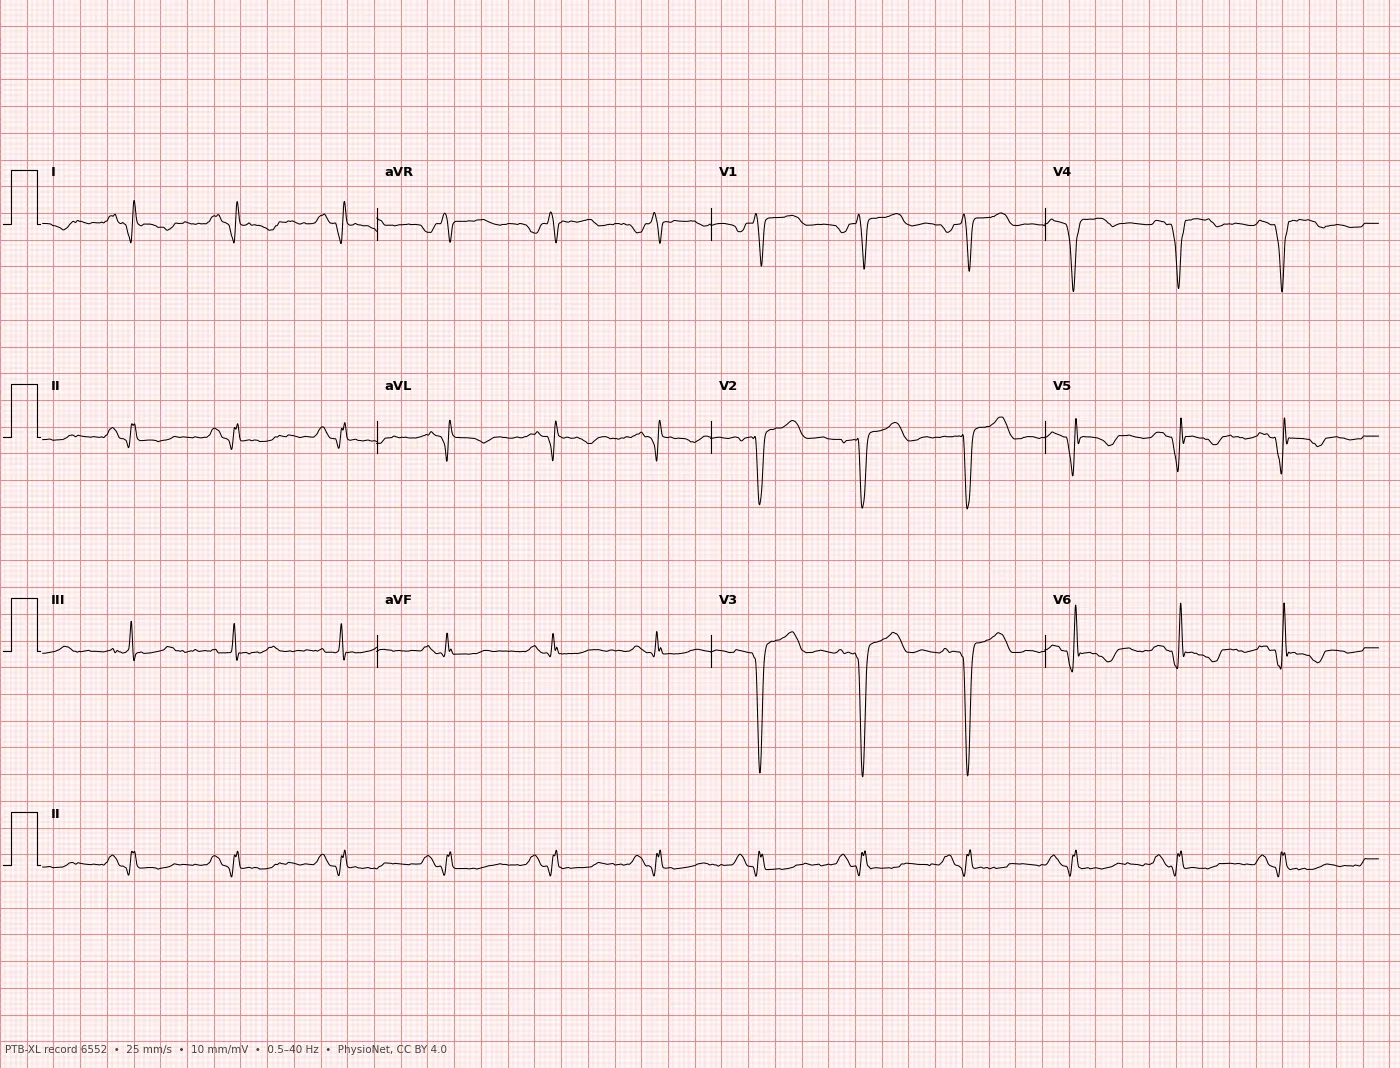 I aVR V1 V4
II aVL V2 V5
III aVF V3 V6
II
PTB-XL record 6552 • 25 mm/s • 10 mm/mV • 0.5–40 Hz • PhysioNet, CC BY 4.0